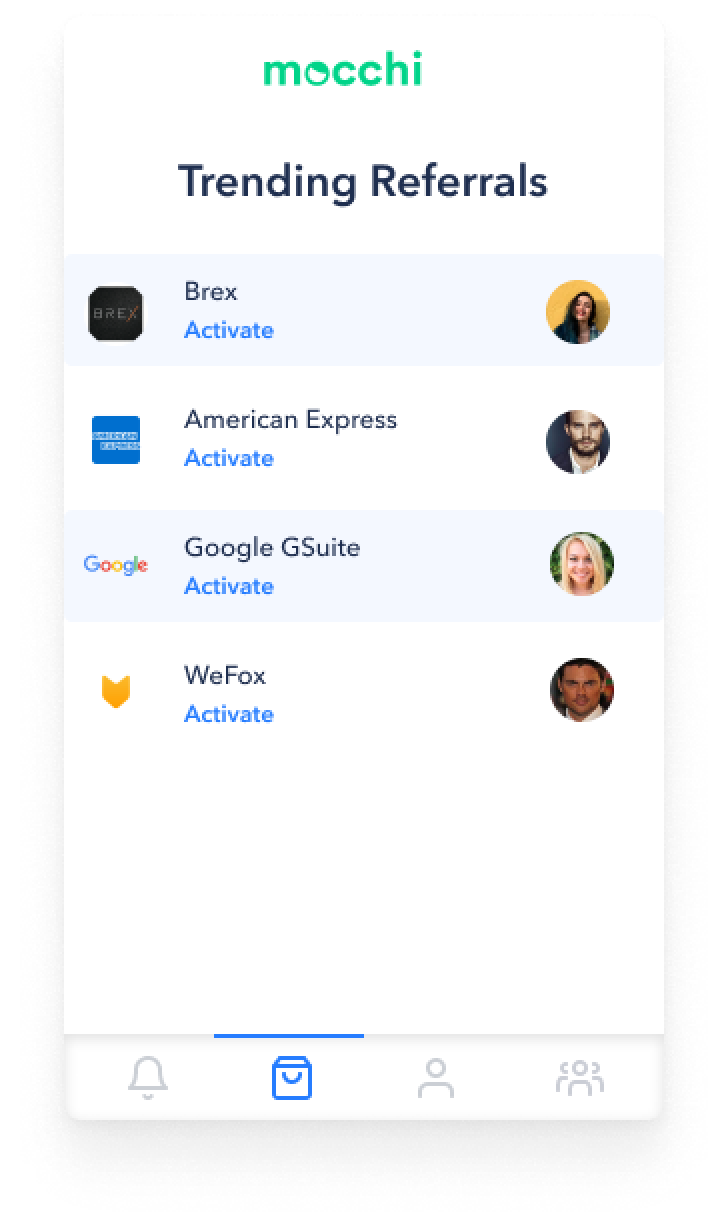 mocchi
Trending Referrals
BREX
Brex
Activate
AMERICAN
EXPRESS
American Express
Activate
Google
Google GSuite
Activate
WeFox
Activate